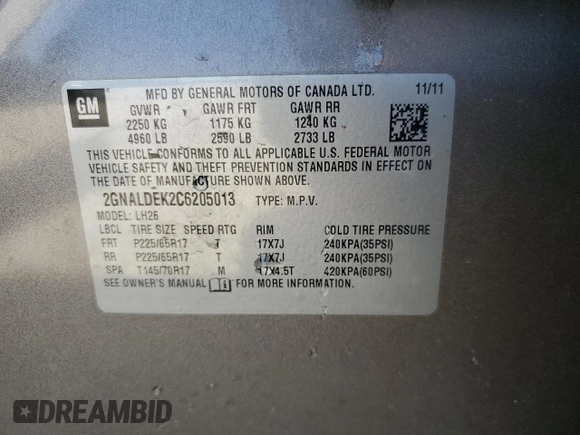 GM
MFD BY GENERAL MOTORS OF CANADA LTD. 11/11
GVWR GAWR FRT GAWR RR
2250 KG 1175 KG 1240 KG
4960 LB 2590 LB 2733 LB
THIS VEHICLE CONFORMS TO ALL APPLICABLE U.S. FEDERAL MOTOR
VEHICLE SAFETY AND THEFT PREVENTION STANDARDS IN EFFECT ON
THE DATE OF MANUFACTURE SHOWN ABOVE.
2GNALDEK2C6205013 TYPE: M.P.V.
MODEL: LH26
LBCL TIRE SIZE SPEED RTG RIM COLD TIRE PRESSURE
FRT P225/65R17 T 17X7J 240KPA(35PSI)
RR P225/65R17 T 17X7J 240KPA(35PSI)
SPA T145/70R17 M 17X4.5T 420KPA(60PSI)
SEE OWNER'S MANUAL FOR MORE INFORMATION.
DREAMBID